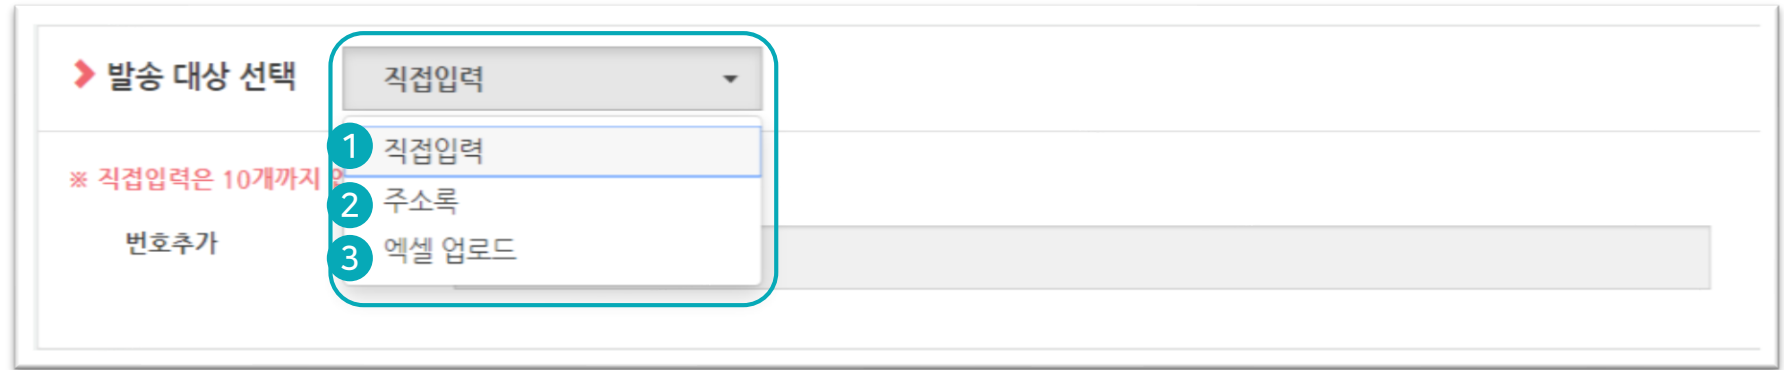 발송 대상 선택 직접입력
1 직접입력
※ 직접입력은 10개까지
2 주소록
번호추가
3 엑셀 업로드